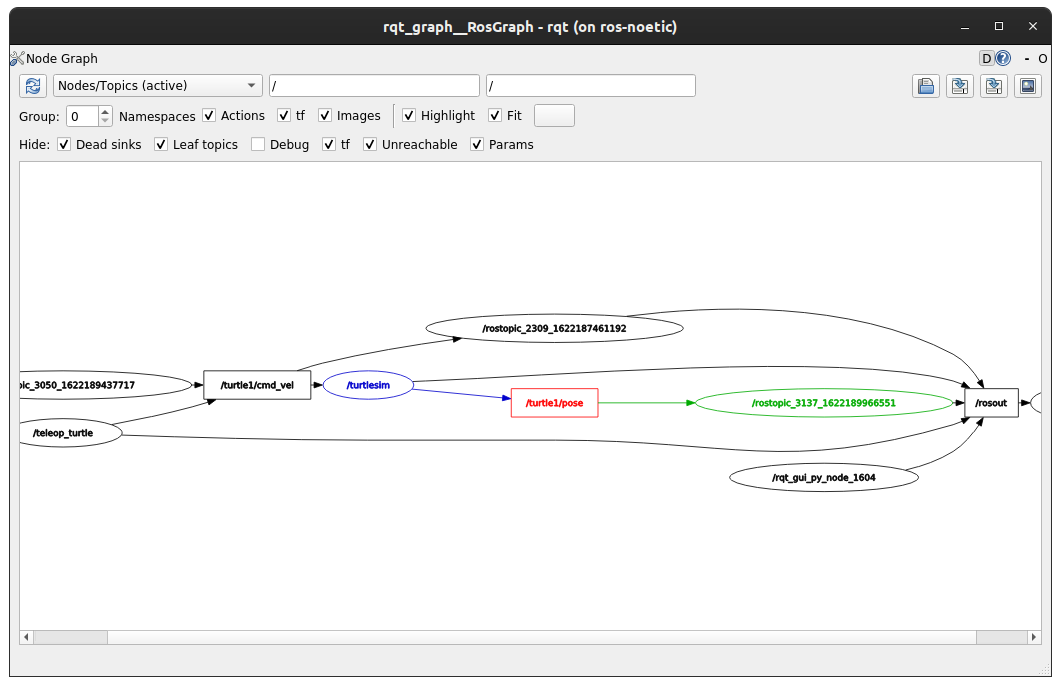 rqt_graph__RosGraph - rqt (on ros-noetic)
Node Graph D ? - O
Nodes/Topics (active) / /
Group: 0 Namespaces Actions tf Images Highlight Fit
Hide: Dead sinks Leaf topics Debug tf Unreachable Params
/rostopic_2309_1622187461192
pic_3050_1622189437717 /turtle1/cmd_vel /turtlesim
/turtle1/pose /rostopic_3137_1622189966551 /rosout
/teleop_turtle
/rqt_gui_py_node_1604